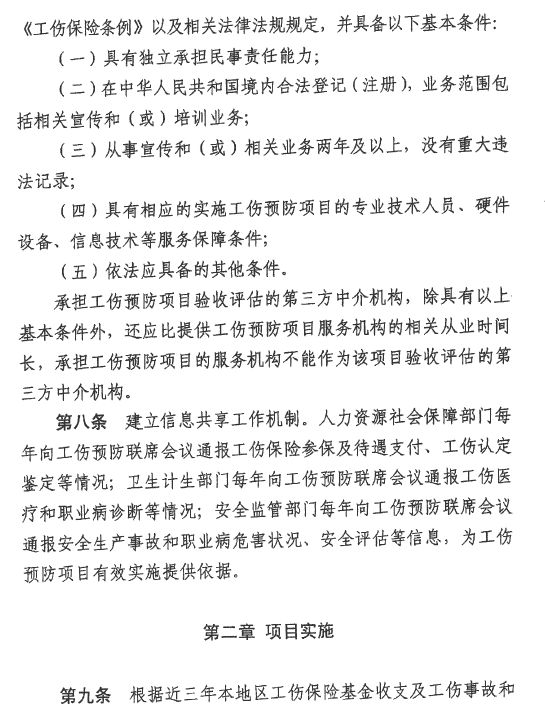 《工伤保险条例》以及相关法律法规规定，并具备以下基本条件：
（一）具有独立承担民事责任能力；
（二）在中华人民共和国境内合法登记（注册），业务范围包
括相关宣传和（或）培训业务；
（三）从事宣传和（或）相关业务两年及以上，没有重大违
法记录；
（四）具有相应的实施工伤预防项目的专业技术人员、硬件
设备、信息技术等服务保障条件；
（五）依法应具备的其他条件。
承担工伤预防项目验收评估的第三方中介机构，除具有以上
基本条件外，还应比提供工伤预防项目服务机构的相关从业时间
长，承担工伤预防项目的服务机构不能作为该项目验收评估的第
三方中介机构。
第八条 建立信息共享工作机制。人力资源社会保障部门每
年向工伤预防联席会议通报工伤保险参保及待遇支付、工伤认定
鉴定等情况；卫生计生部门每年向工伤预防联席会议通报工伤医
疗和职业病诊断等情况；安全监管部门每年向工伤预防联席会议
通报安全生产事故和职业病危害状况、安全评估等信息，为工伤
预防项目有效实施提供依据。
第二章 项目实施
第九条 根据近三年本地区工伤保险基金收支及工伤事故和